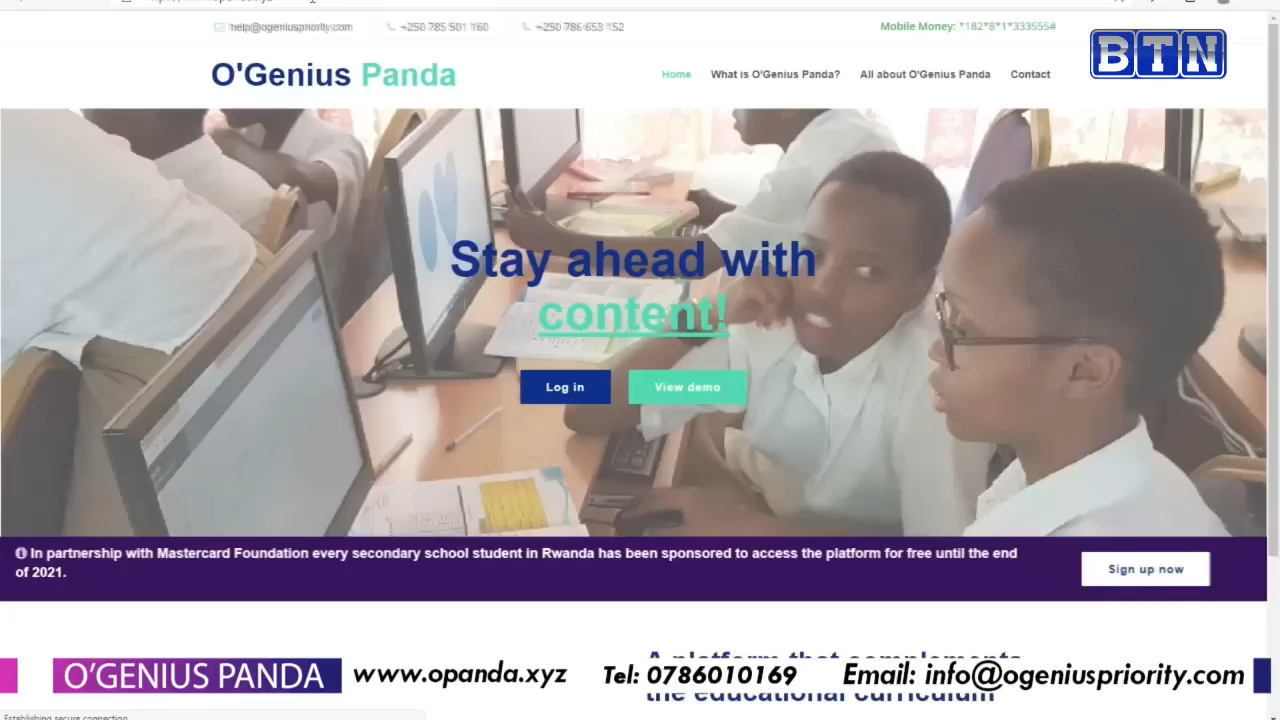 help@ogeniuspriority.com
+250 785 501 160
+250 786 653 152
Mobile Money: *182*8*1*333555#
BTN
O'Genius Panda
Home
What is O'Genius Panda?
All about O'Genius Panda
Contact
Stay ahead with
content!
Log in
View demo
In partnership with Mastercard Foundation every secondary school student in Rwanda has been sponsored to access the platform for free until the end
of 2021.
Sign up now
A platform that complements
the educational curriculum
O'GENIUS PANDA
www.opanda.xyz
Tel: 0786010169
Email: info@ogeniuspriority.com
Establishing secure connection